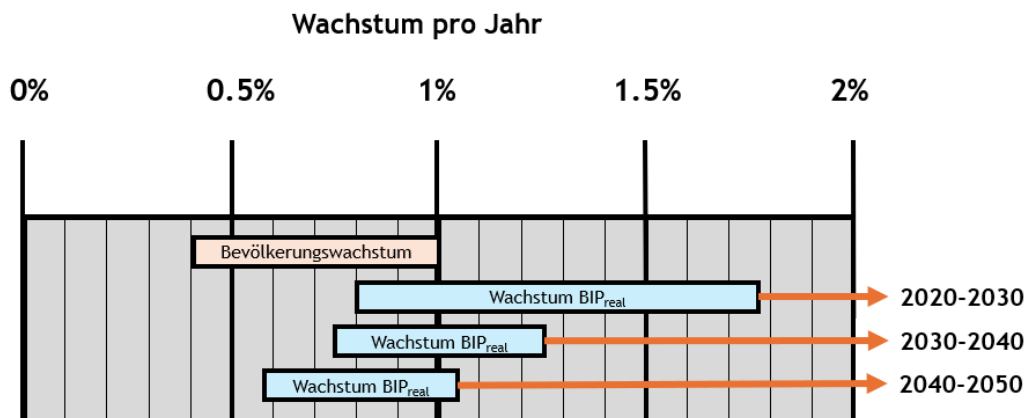 Wachstum pro Jahr
0% 0.5% 1% 1.5% 2%
Bevölkerungswachstum
Wachstum BIPreal 2020-2030
Wachstum BIPreal 2030-2040
Wachstum BIPreal 2040-2050